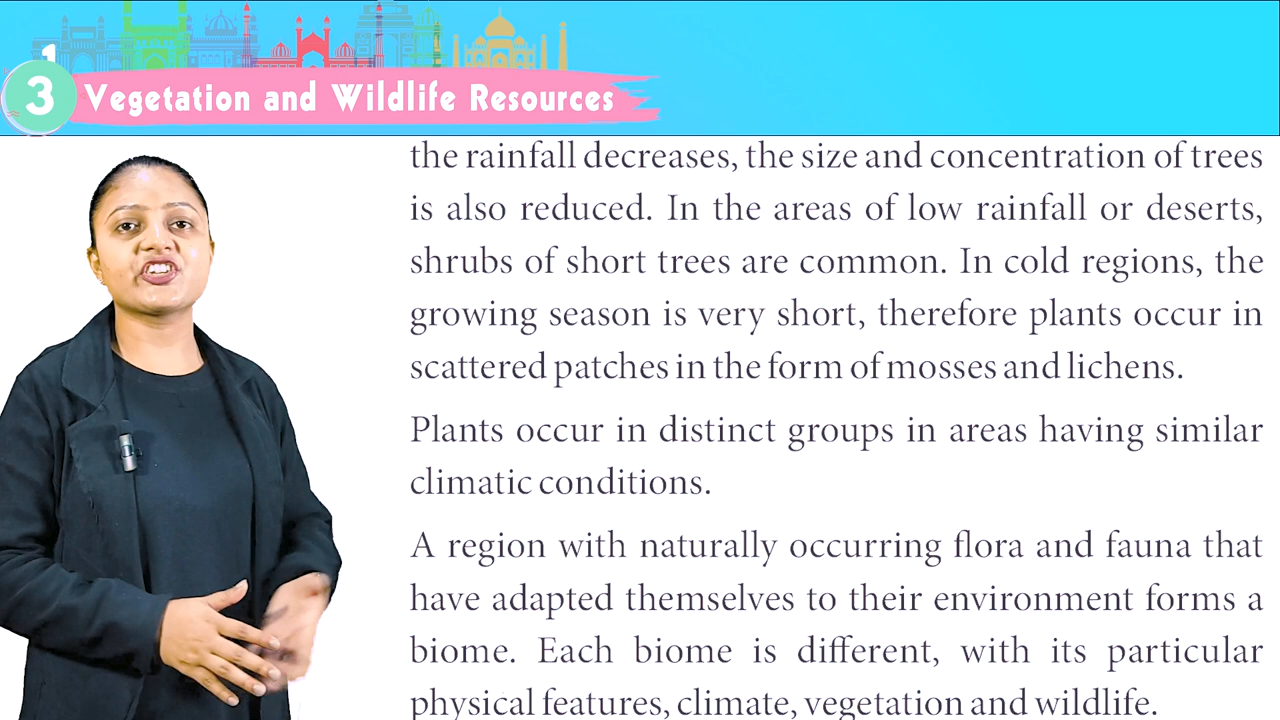 1
3
Vegetation and Wildlife Resources
the rainfall decreases, the size and concentration of trees
is also reduced. In the areas of low rainfall or deserts,
shrubs of short trees are common. In cold regions, the
growing season is very short, therefore plants occur in
scattered patches in the form of mosses and lichens.
Plants occur in distinct groups in areas having similar
climatic conditions.
A region with naturally occurring flora and fauna that
have adapted themselves to their environment forms a
biome. Each biome is different, with its particular
physical features, climate, vegetation and wildlife.